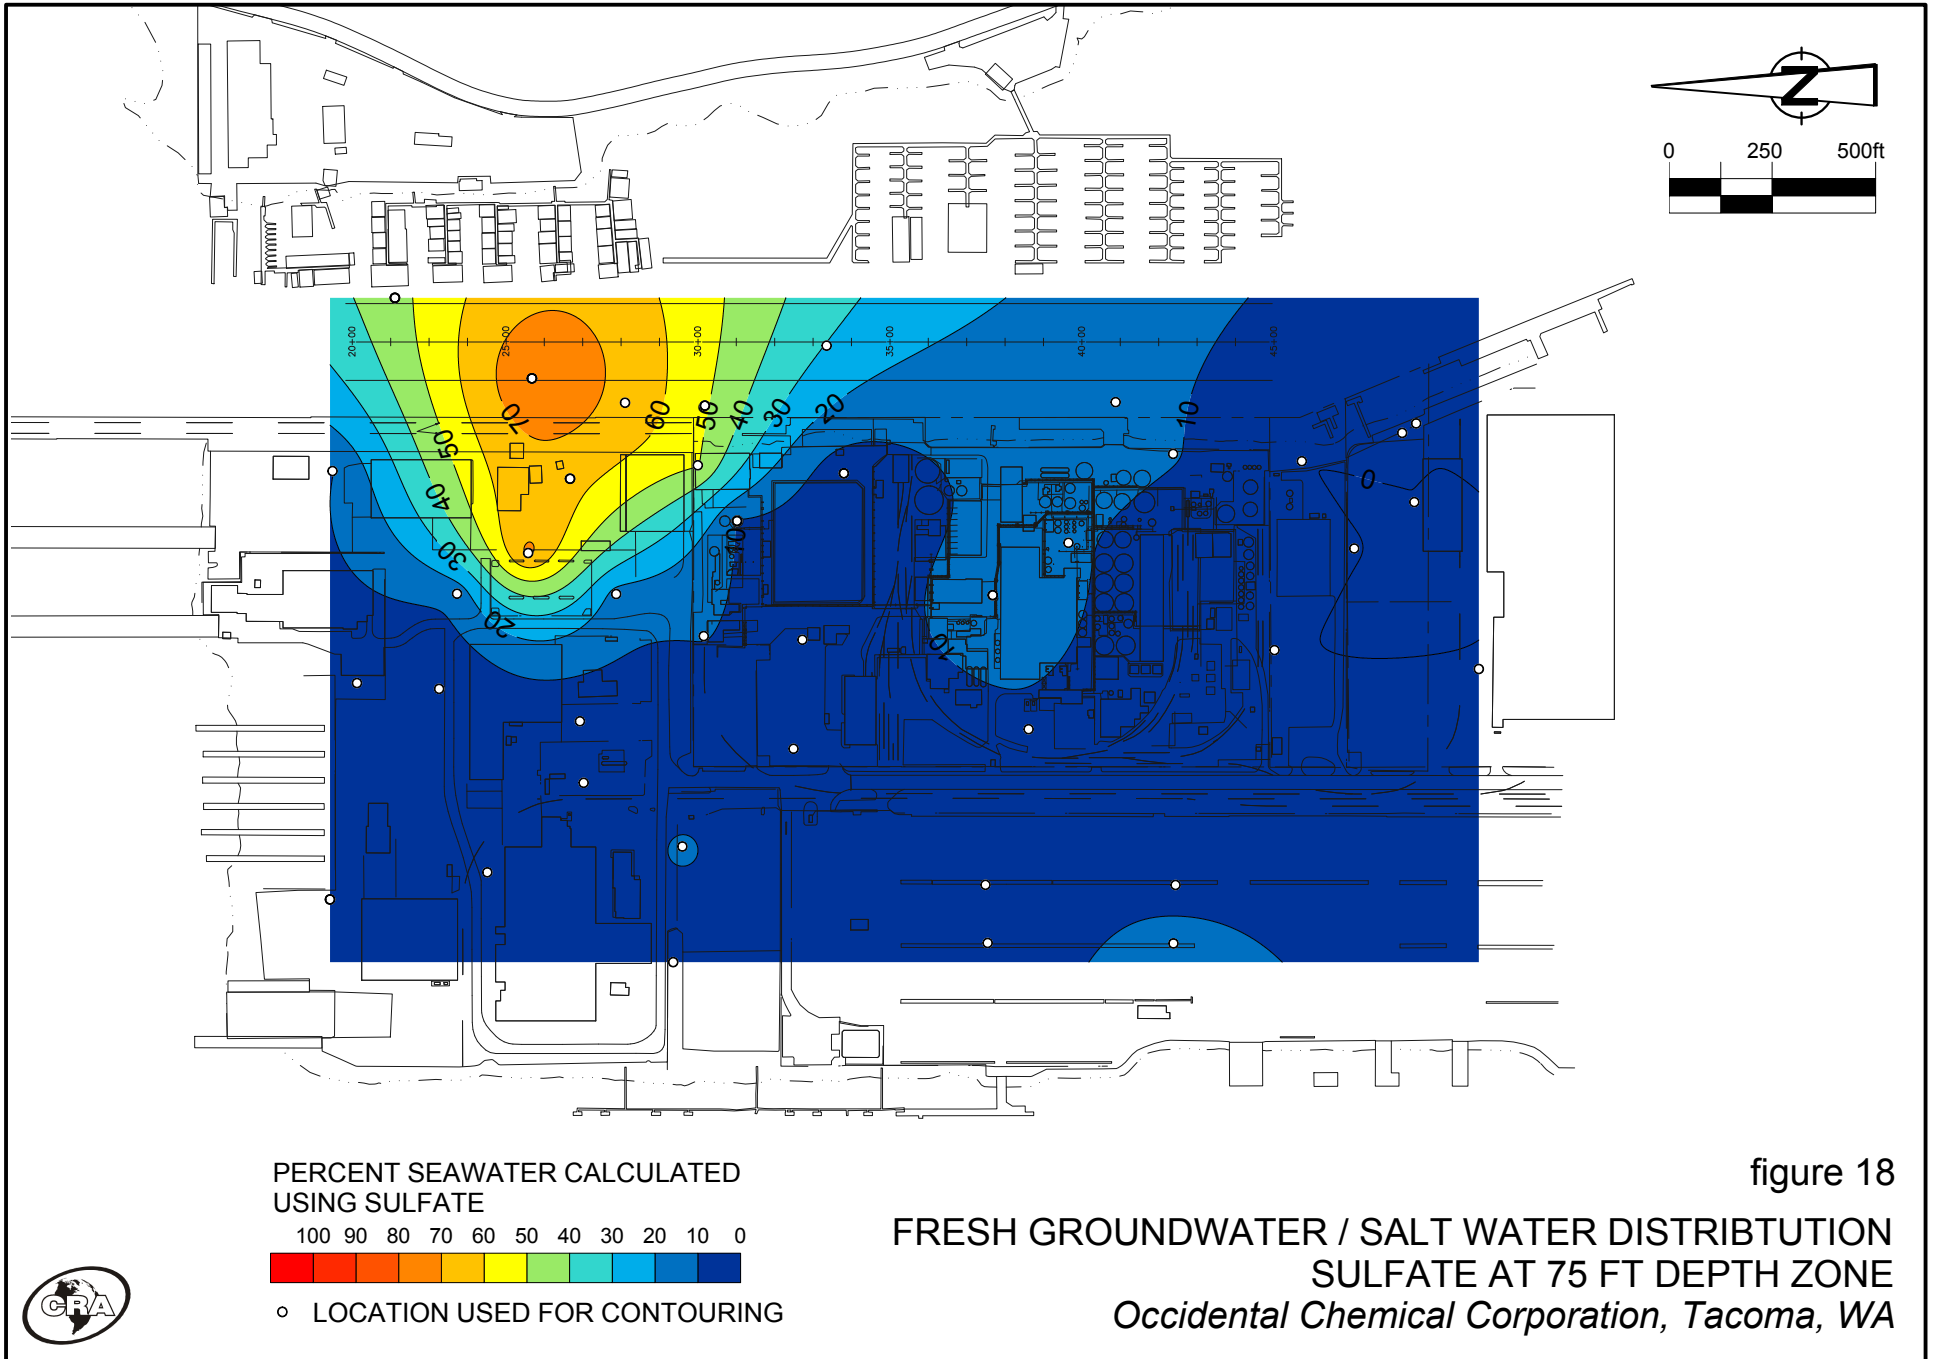 Z
0 250 500ft
20+00 25+00 30+00 35+00 40+00 45+00
70 60 50 40 30 20 10
50
40
30
20
10
10
0
PERCENT SEAWATER CALCULATED
USING SULFATE
100 90 80 70 60 50 40 30 20 10 0
LOCATION USED FOR CONTOURING
CRA
figure 18
FRESH GROUNDWATER / SALT WATER DISTRIBTUTION
SULFATE AT 75 FT DEPTH ZONE
Occidental Chemical Corporation, Tacoma, WA